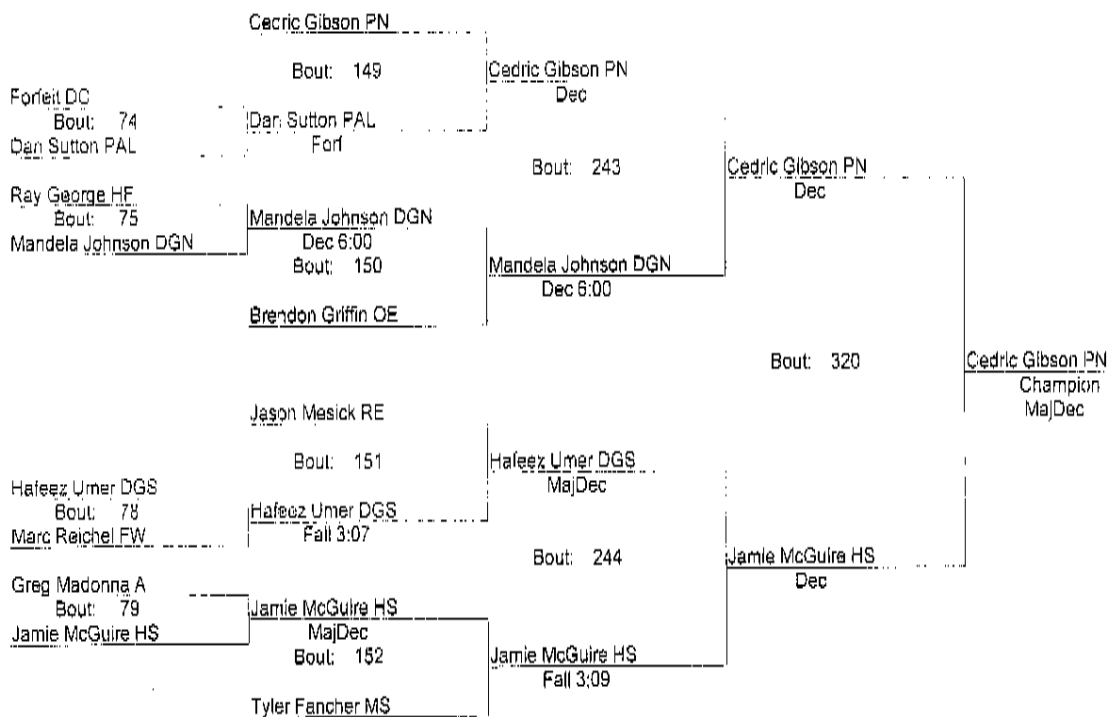 Cedric Gibson PN
Bout: 149
Cedric Gibson PN
Dec
Forfeit DC
Bout: 74
Dan Sutton PAL
Dan Sutton PAL
Forf
Bout: 243
Cedric Gibson PN
Dec
Ray George HF
Bout: 75
Mandela Johnson DGN
Mandela Johnson DGN
Dec 6:00
Bout: 150
Mandela Johnson DGN
Dec 6:00
Brendon Griffin OE
Bout: 320
Cedric Gibson PN
Champion
MajDec
Jason Mesick RE
Bout: 151
Hafeez Umer DGS
MajDec
Hafeez Umer DGS
Bout: 78
Marc Reichel FW
Hafeez Umer DGS
Fall 3:07
Bout: 244
Jamie McGuire HS
Dec
Greg Madonna A
Bout: 79
Jamie McGuire HS
Jamie McGuire HS
MajDec
Bout: 152
Jamie McGuire HS
Fall 3:09
Tyler Fancher MS